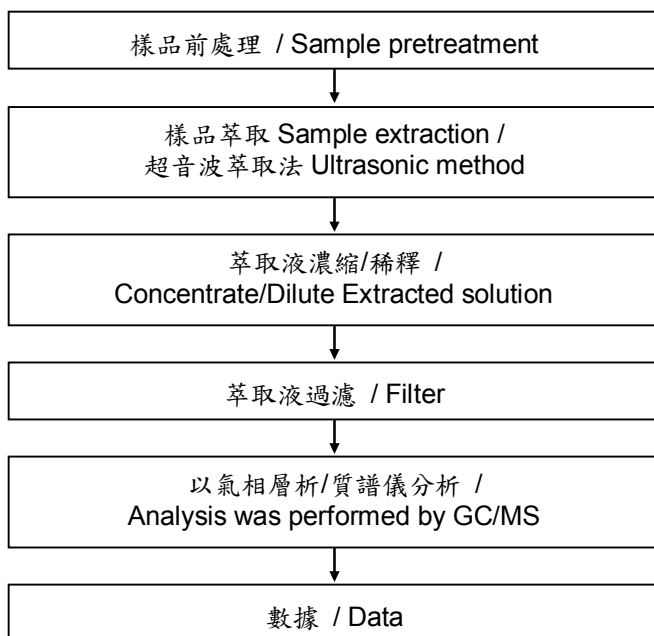 樣品前處理 / Sample pretreatment
樣品萃取 Sample extraction /
超音波萃取法 Ultrasonic method
萃取液濃縮/稀釋 /
Concentrate/Dilute Extracted solution
萃取液過濾 / Filter
以氣相層析/質譜儀分析 /
Analysis was performed by GC/MS
數據 / Data